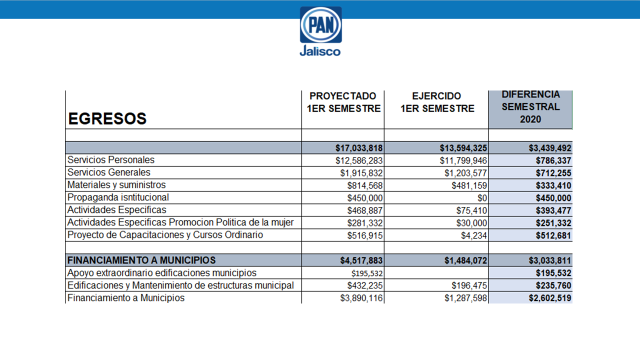 PAN
Jalisco
EGRESOS PROYECTADO 1ER SEMESTRE EJERCIDO 1ER SEMESTRE DIFERENCIA SEMESTRAL 2020
$17,033,818 $13,594,325 $3,439,492
Servicios Personales $12,586,283 $11,799,946 $786,337
Servicios Generales $1,915,832 $1,203,577 $712,255
Materiales y suministros $814,568 $481,159 $333,410
Propaganda isntitucional $450,000 $0 $450,000
Actividades Especificas $468,887 $75,410 $393,477
Actividades Especificas Promocion Politica de la mujer $281,332 $30,000 $251,332
Proyecto de Capacitaciones y Cursos Ordinario $516,915 $4,234 $512,681
FINANCIAMIENTO A MUNICIPIOS $4,517,883 $1,484,072 $3,033,811
Apoyo extraordinario edificaciones municipios $195,532 $195,532
Edificaciones y Mantenimiento de estructuras municipal $432,235 $196,475 $235,760
Financiamiento a Municipios $3,890,116 $1,287,598 $2,602,519